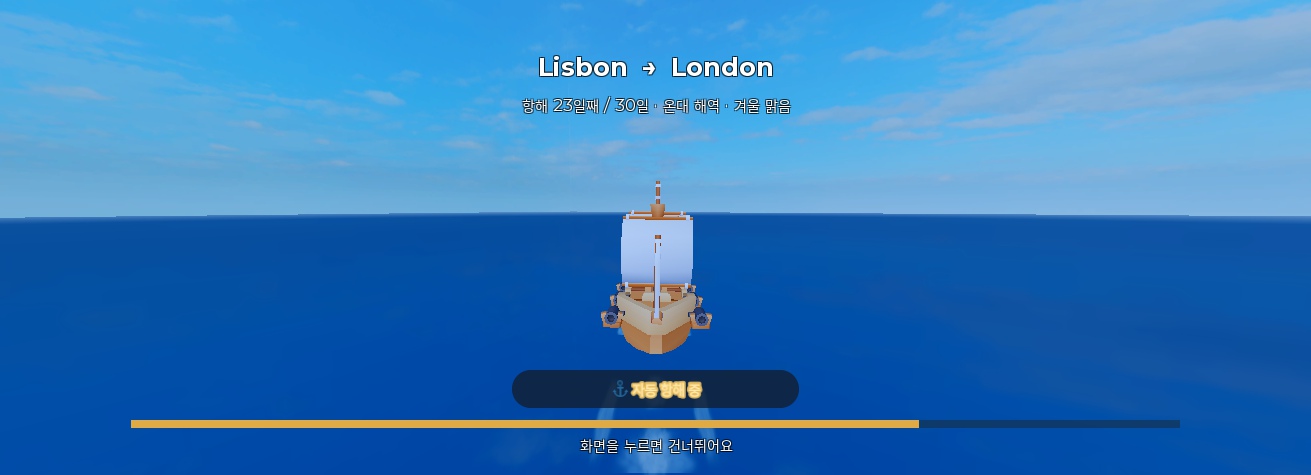 Lisbon → London
항해 23일째 / 30일 · 온대 해역 · 겨울 맑음
자동 항해 중
화면을 누르면 건너뛰어요